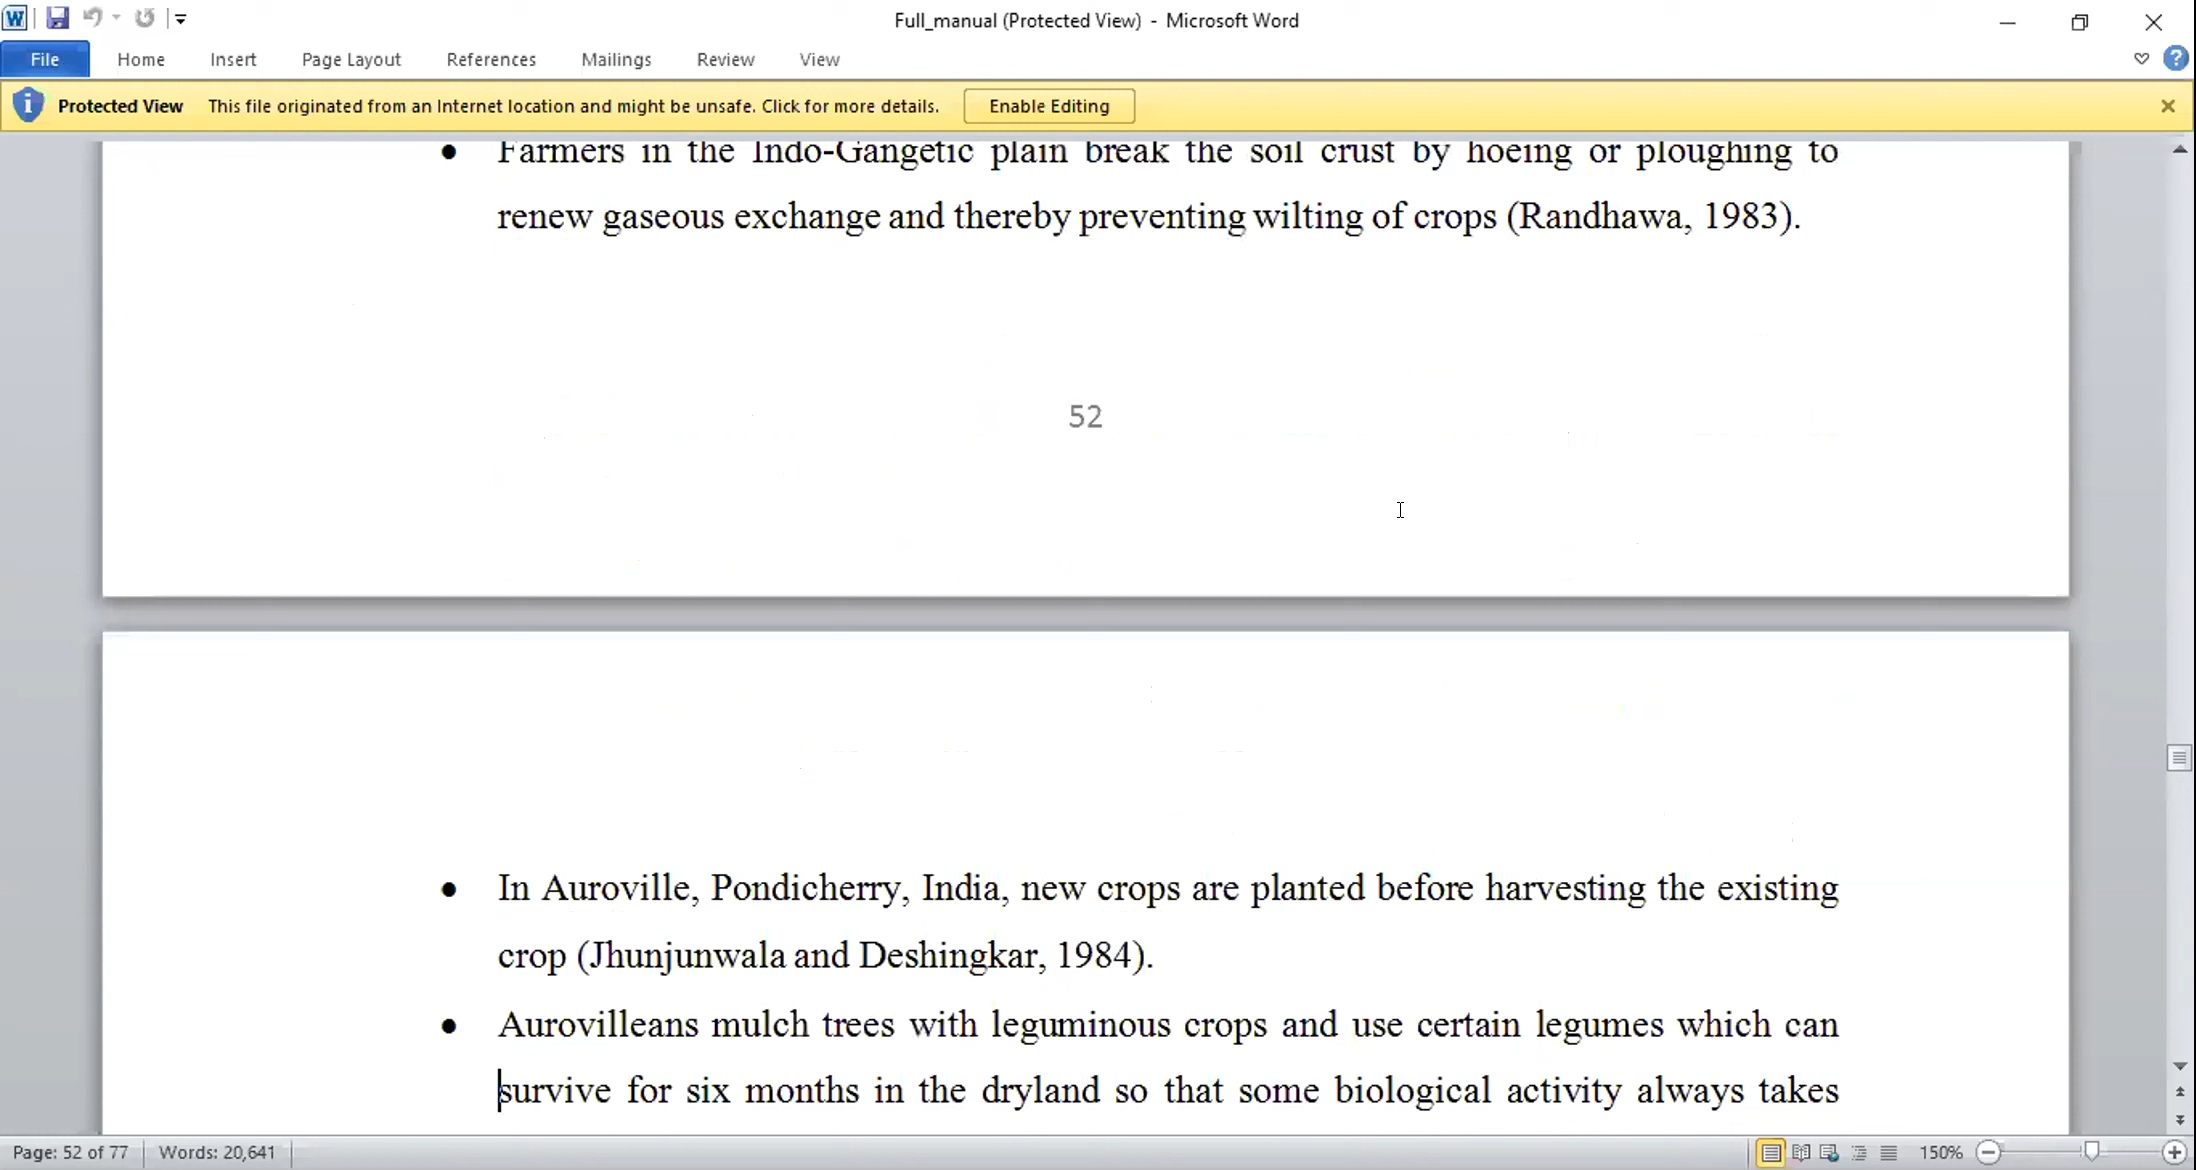 Full_manual (Protected View) - Microsoft Word
File Home Insert Page Layout References Mailings Review View
Protected View This file originated from an Internet location and might be unsafe. Click for more details. Enable Editing
• Farmers in the Indo-Gangetic plain break the soil crust by hoeing or ploughing to
renew gaseous exchange and thereby preventing wilting of crops (Randhawa, 1983).
52
• In Auroville, Pondicherry, India, new crops are planted before harvesting the existing
crop (Jhunjunwala and Deshingkar, 1984).
• Aurovilleans mulch trees with leguminous crops and use certain legumes which can
survive for six months in the dryland so that some biological activity always takes
Page: 52 of 77 Words: 20,641 150%